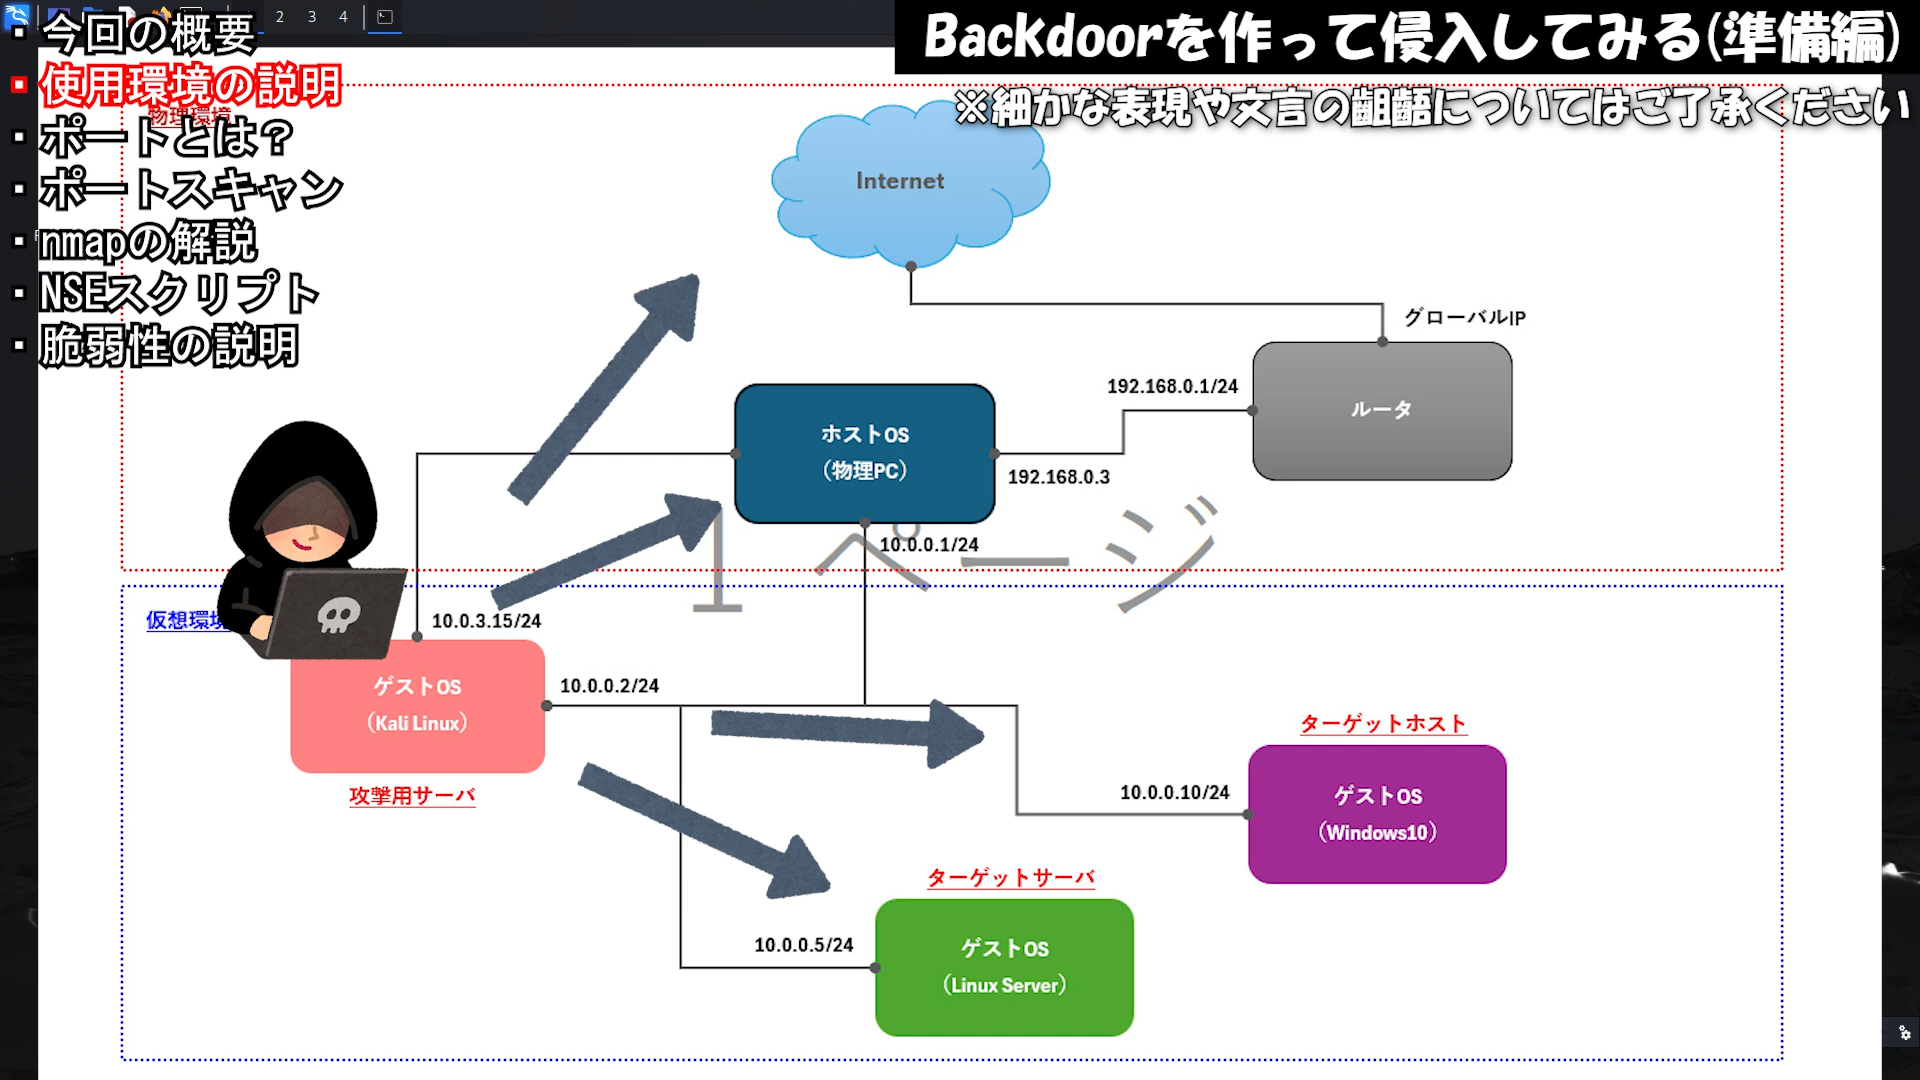 2 3 4
Backdoorを作って侵入してみる(準備編)
※細かな表現や文言の齟齬についてはご了承ください
▪ 今回の概要
▪ 使用環境の説明
▪ ポートとは?
▪ ポートスキャン
▪ nmapの解説
▪ NSEスクリプト
▪ 脆弱性の説明
物理環境
Internet
グローバルIP
192.168.0.1/24
ルータ
ホストOS
(物理PC)
192.168.0.3
10.0.0.1/24
1 ページ
仮想環境
10.0.3.15/24
ゲストOS
(Kali Linux)
10.0.0.2/24
攻撃用サーバ
ターゲットホスト
10.0.0.10/24
ゲストOS
(Windows10)
ターゲットサーバ
10.0.0.5/24
ゲストOS
(Linux Server)